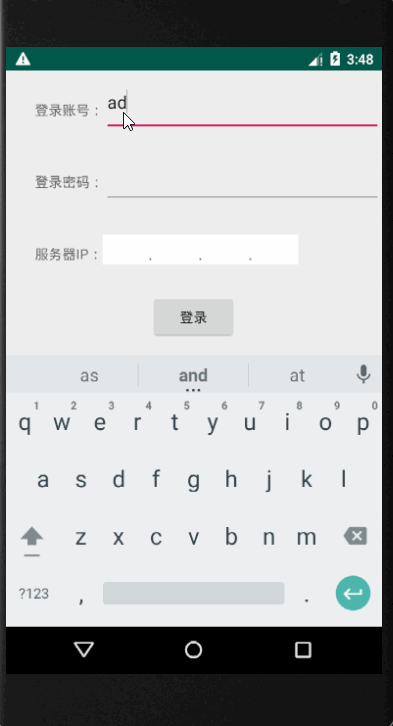 3:48
登录账号： ad
登录密码：
服务器IP： . . .
登录
as and at
1 2 3 4 5 6 7 8 9 0
q w e r t y u i o p
a s d f g h j k l
z x c v b n m
?123 , .